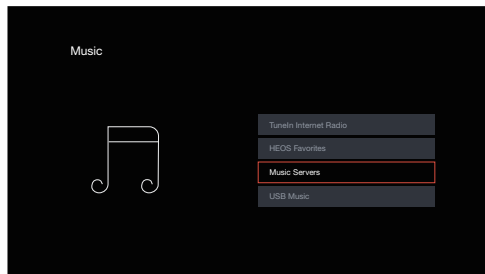 Music
TuneIn Internet Radio
HEOS Favorites
Music Servers
USB Music